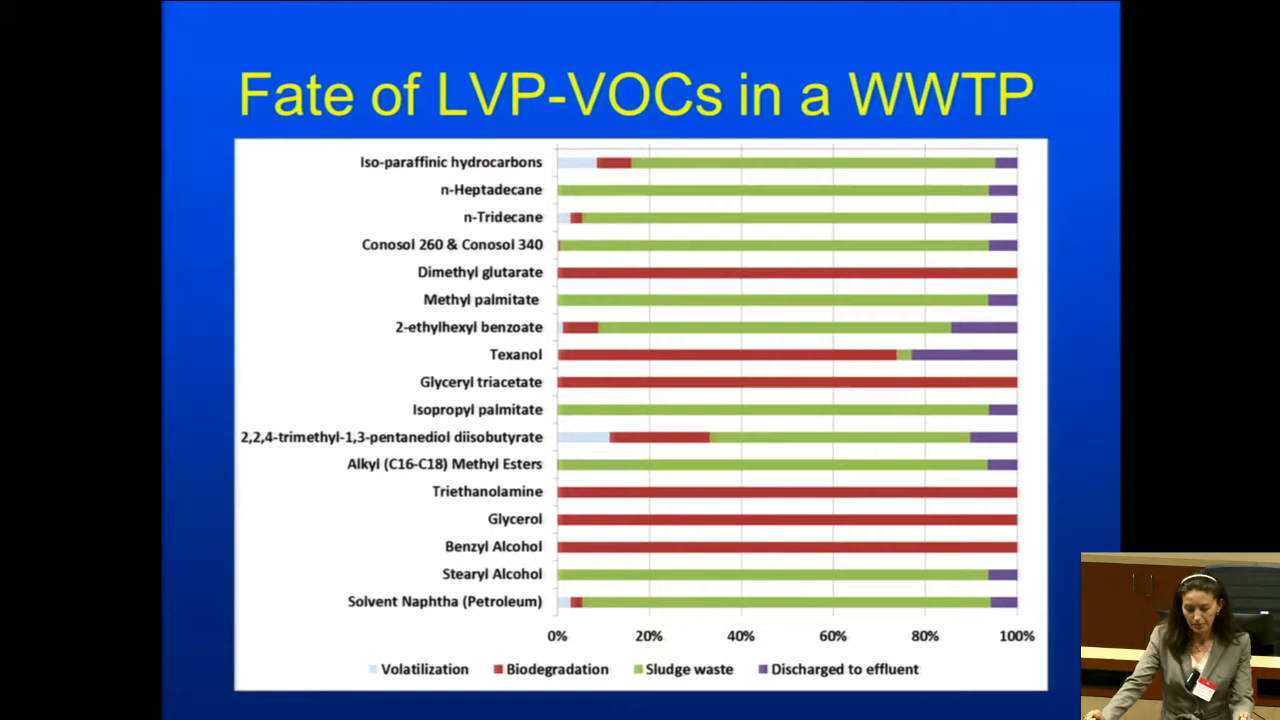 Fate of LVP-VOCs in a WWTP
Iso-paraffinic hydrocarbons
n-Heptadecane
n-Tridecane
Conosol 260 & Conosol 340
Dimethyl glutarate
Methyl palmitate
2-ethylhexyl benzoate
Texanol
Glyceryl triacetate
Isopropyl palmitate
2,2,4-trimethyl-1,3-pentanediol diisobutyrate
Alkyl (C16-C18) Methyl Esters
Triethanolamine
Glycerol
Benzyl Alcohol
Stearyl Alcohol
Solvent Naphtha (Petroleum)
0% 20% 40% 60% 80% 100%
Volatilization Biodegradation Sludge waste Discharged to effluent